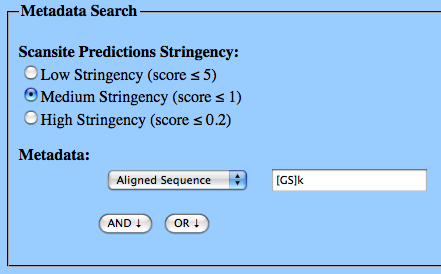 Metadata Search
Scansite Predictions Stringency:
Low Stringency (score ≤ 5)
Medium Stringency (score ≤ 1)
High Stringency (score ≤ 0.2)
Metadata:
Aligned Sequence [GS]k
AND ↓ OR ↓